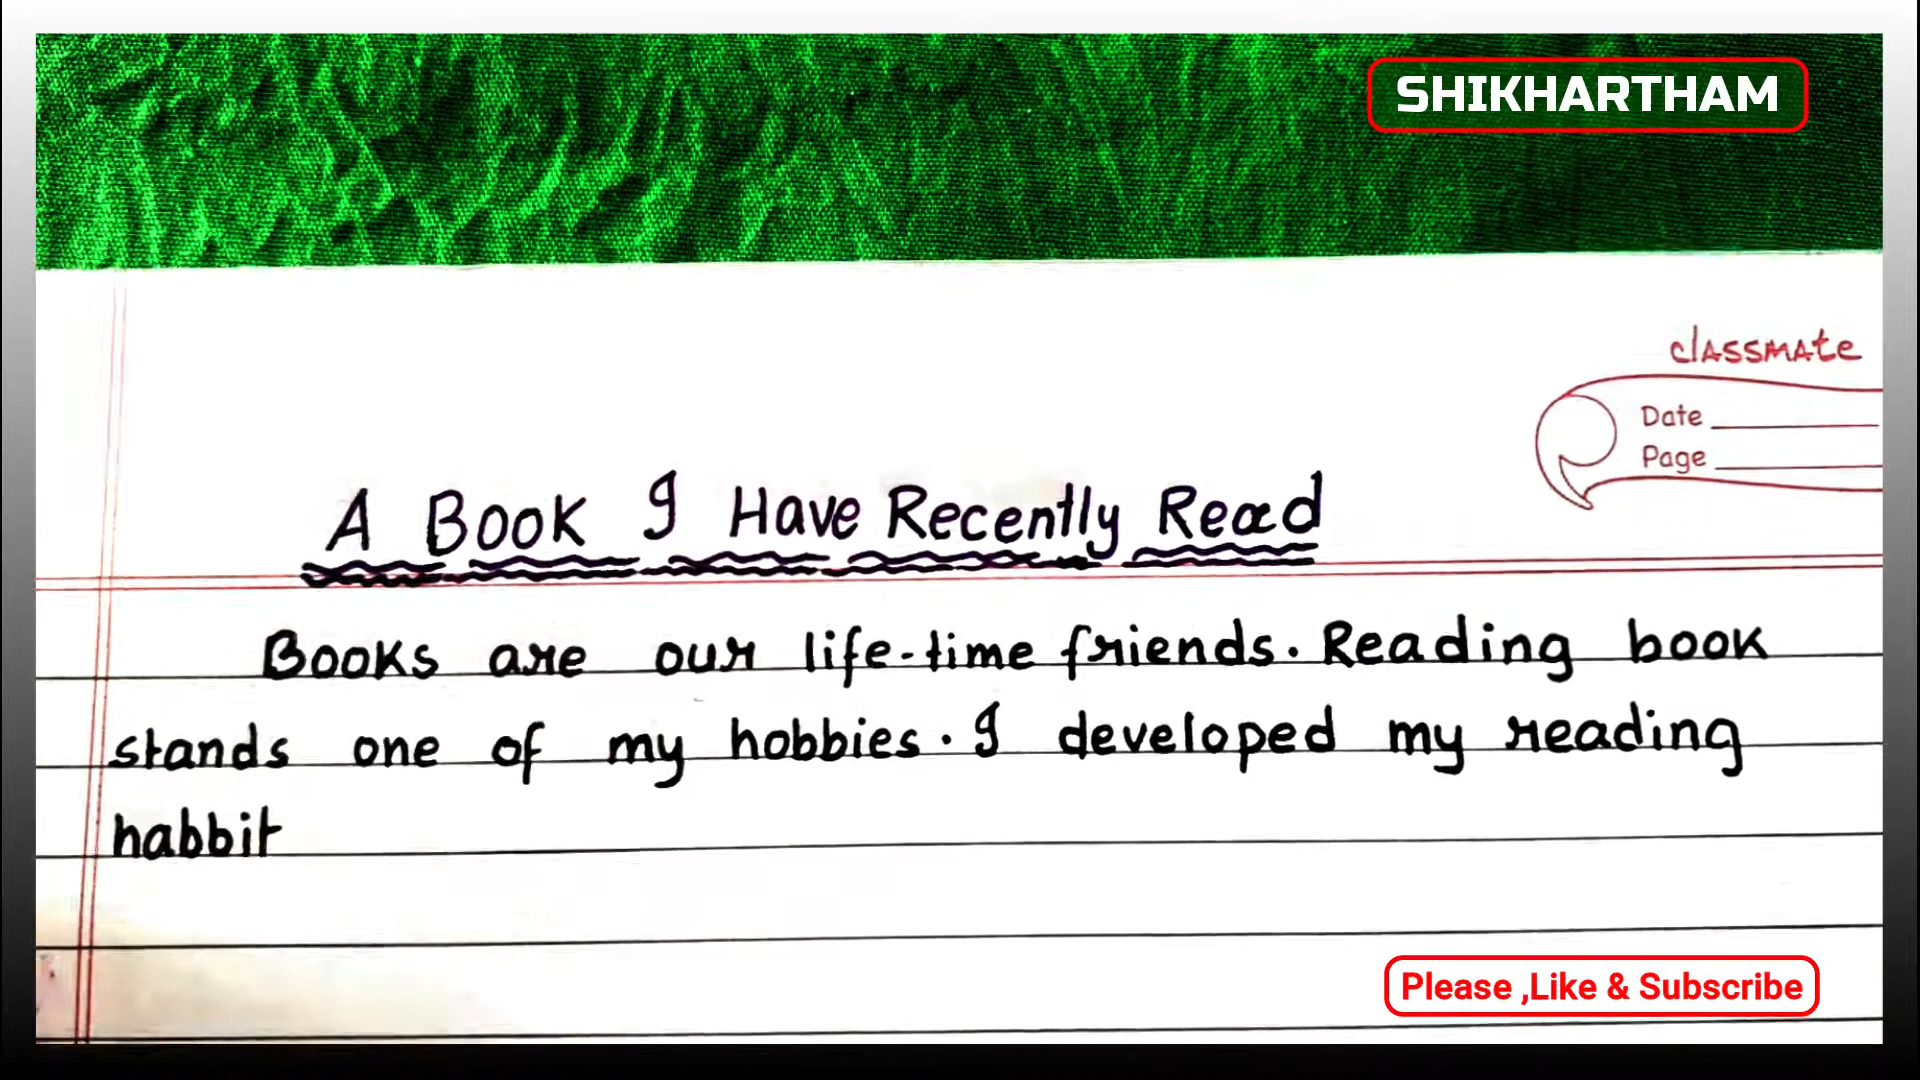 SHIKHARTHAM
classmate
Date
Page
A Book I Have Recently Read
Books are our life-time friends. Reading book
stands one of my hobbies. I developed my reading
habbit
Please ,Like & Subscribe